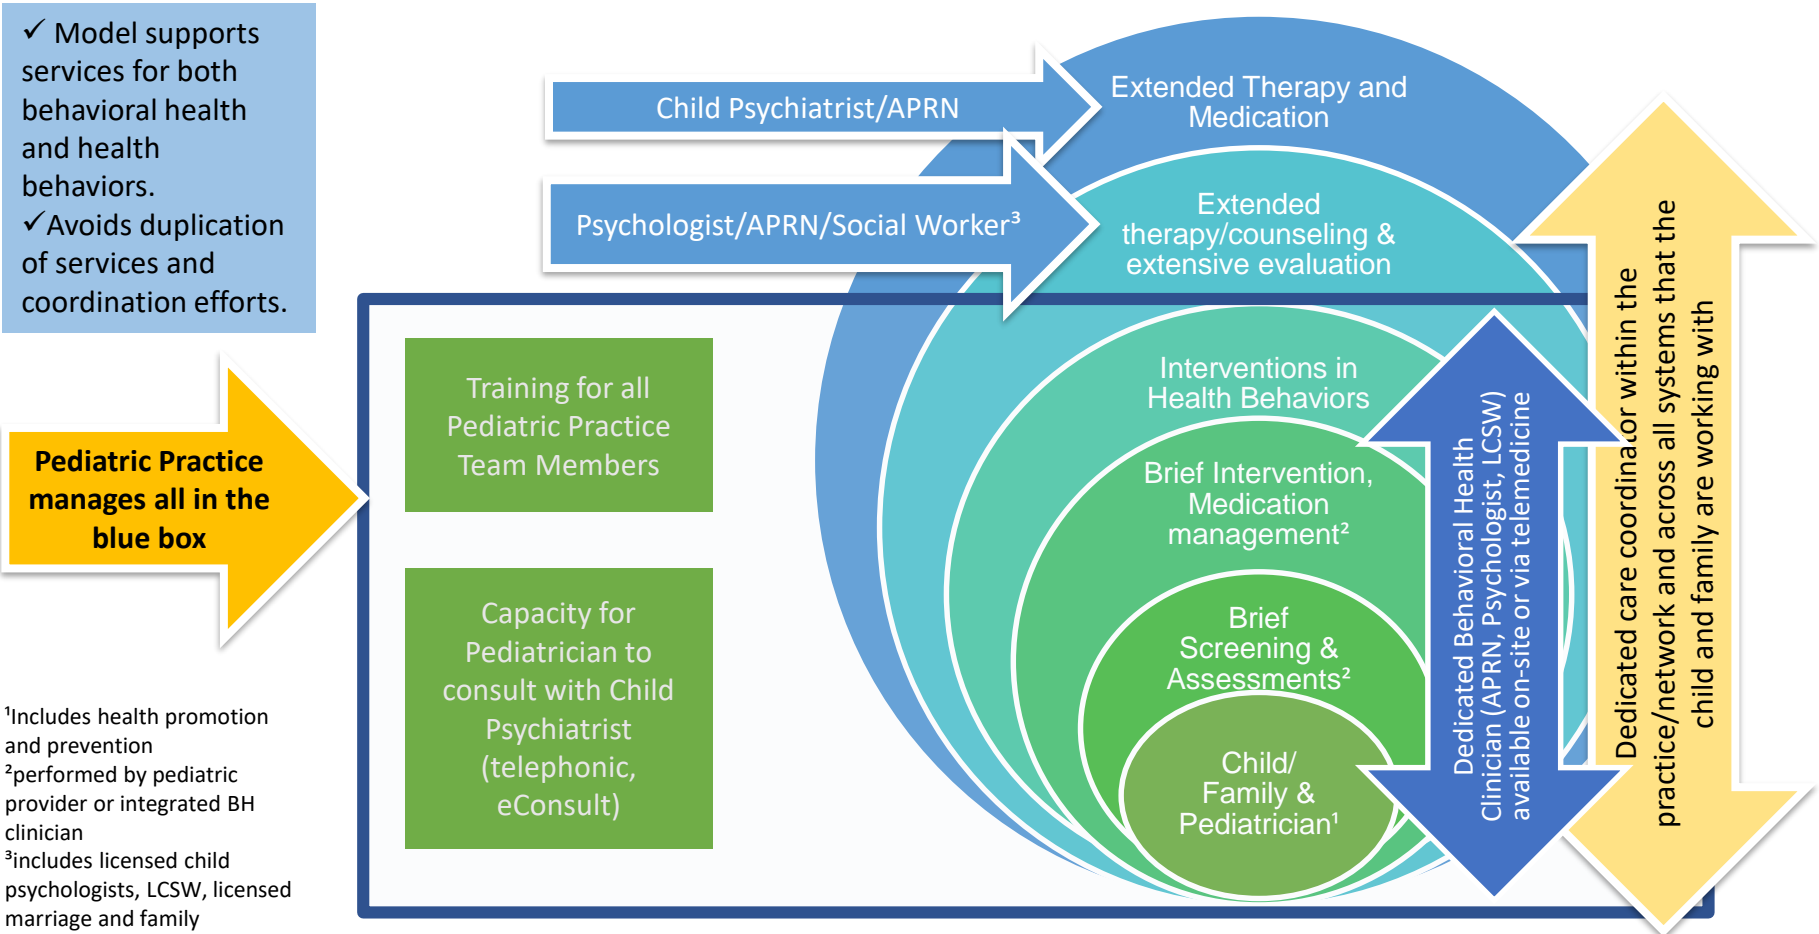 ✓ Model supports
services for both
behavioral health
and health
behaviors.
✓Avoids duplication
of services and
coordination efforts.
Child Psychiatrist/APRN
Psychologist/APRN/Social Worker³
Extended Therapy and
Medication
Extended
therapy/counseling &
extensive evaluation
Interventions in
Health Behaviors
Brief Intervention,
Medication
management²
Brief
Screening &
Assessments²
Child/
Family &
Pediatrician¹
Training for all
Pediatric Practice
Team Members
Capacity for
Pediatrician to
consult with Child
Psychiatrist
(telephonic,
eConsult)
Pediatric Practice
manages all in the
blue box
Dedicated Behavioral Health
Clinician (APRN, Psychologist, LCSW)
available on-site or via telemedicine
Dedicated care coordinator within the
practice/network and across all systems that the
child and family are working with
¹Includes health promotion
and prevention
²performed by pediatric
provider or integrated BH
clinician
³includes licensed child
psychologists, LCSW, licensed
marriage and family